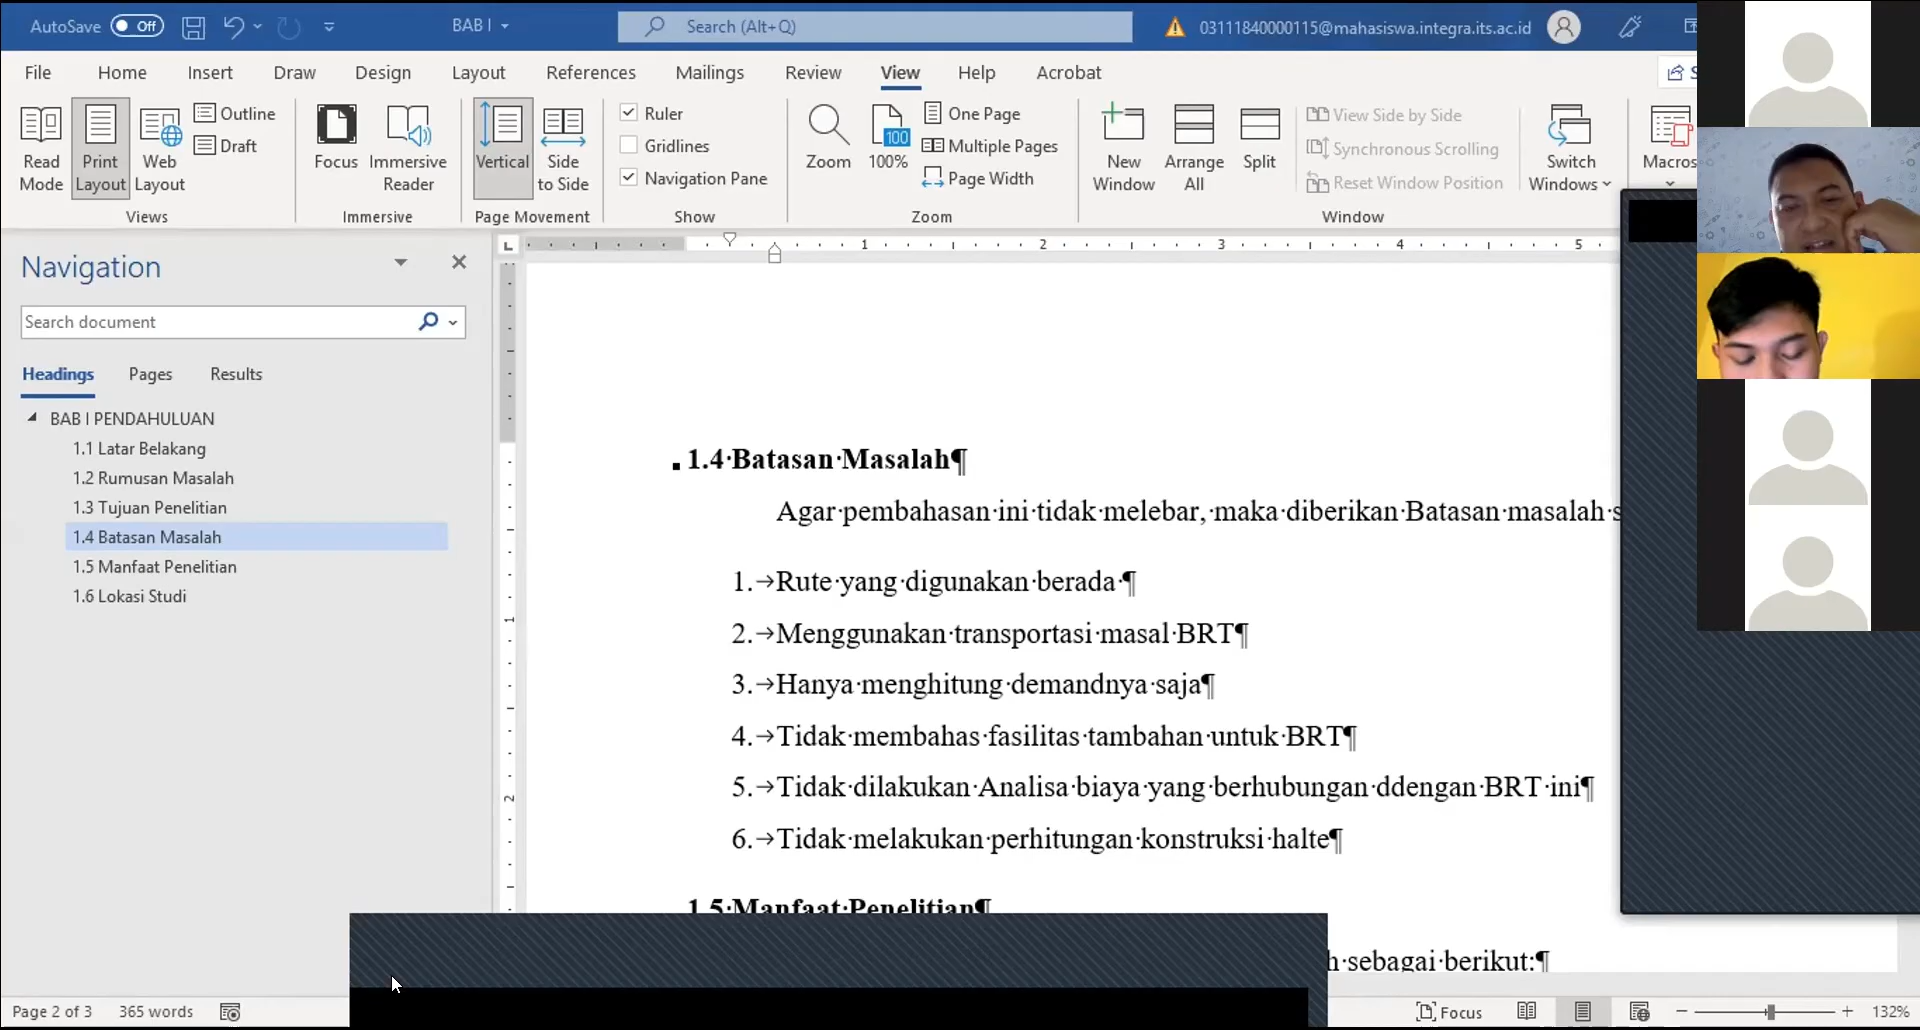 AutoSave Off BAB I Search (Alt+Q) 03111840000115@mahasiswa.integra.its.ac.id
File Home Insert Draw Design Layout References Mailings Review View Help Acrobat
Read Mode
Print Layout
Web Layout
Outline
Draft
Views
Focus
Immersive Reader
Immersive
Vertical
Side to Side
Page Movement
Ruler
Gridlines
Navigation Pane
Show
Zoom
100
100%
One Page
Multiple Pages
Page Width
Zoom
New Window
Arrange All
Split
View Side by Side
Synchronous Scrolling
Reset Window Position
Switch Windows
Window
Macros
Navigation
Search document
Headings Pages Results
BAB I PENDAHULUAN
1.1 Latar Belakang
1.2 Rumusan Masalah
1.3 Tujuan Penelitian
1.4 Batasan Masalah
1.5 Manfaat Penelitian
1.6 Lokasi Studi
L 1 2 3 4 5
1
2
1.4·Batasan·Masalah¶
Agar·pembahasan·ini·tidak·melebar,·maka·diberikan·Batasan·masalah·s
1.→Rute·yang·digunakan·berada·¶
2.→Menggunakan·transportasi·masal·BRT¶
3.→Hanya·menghitung·demandnya·saja¶
4.→Tidak·membahas·fasilitas·tambahan·untuk·BRT¶
5.→Tidak·dilakukan·Analisa·biaya·yang·berhubungan·ddengan·BRT·ini¶
6.→Tidak·melakukan·perhitungan·konstruksi·halte¶
1.5·Manfaat·Penelitian¶
h·sebagai·berikut:¶
Page 2 of 3 365 words Focus 132%